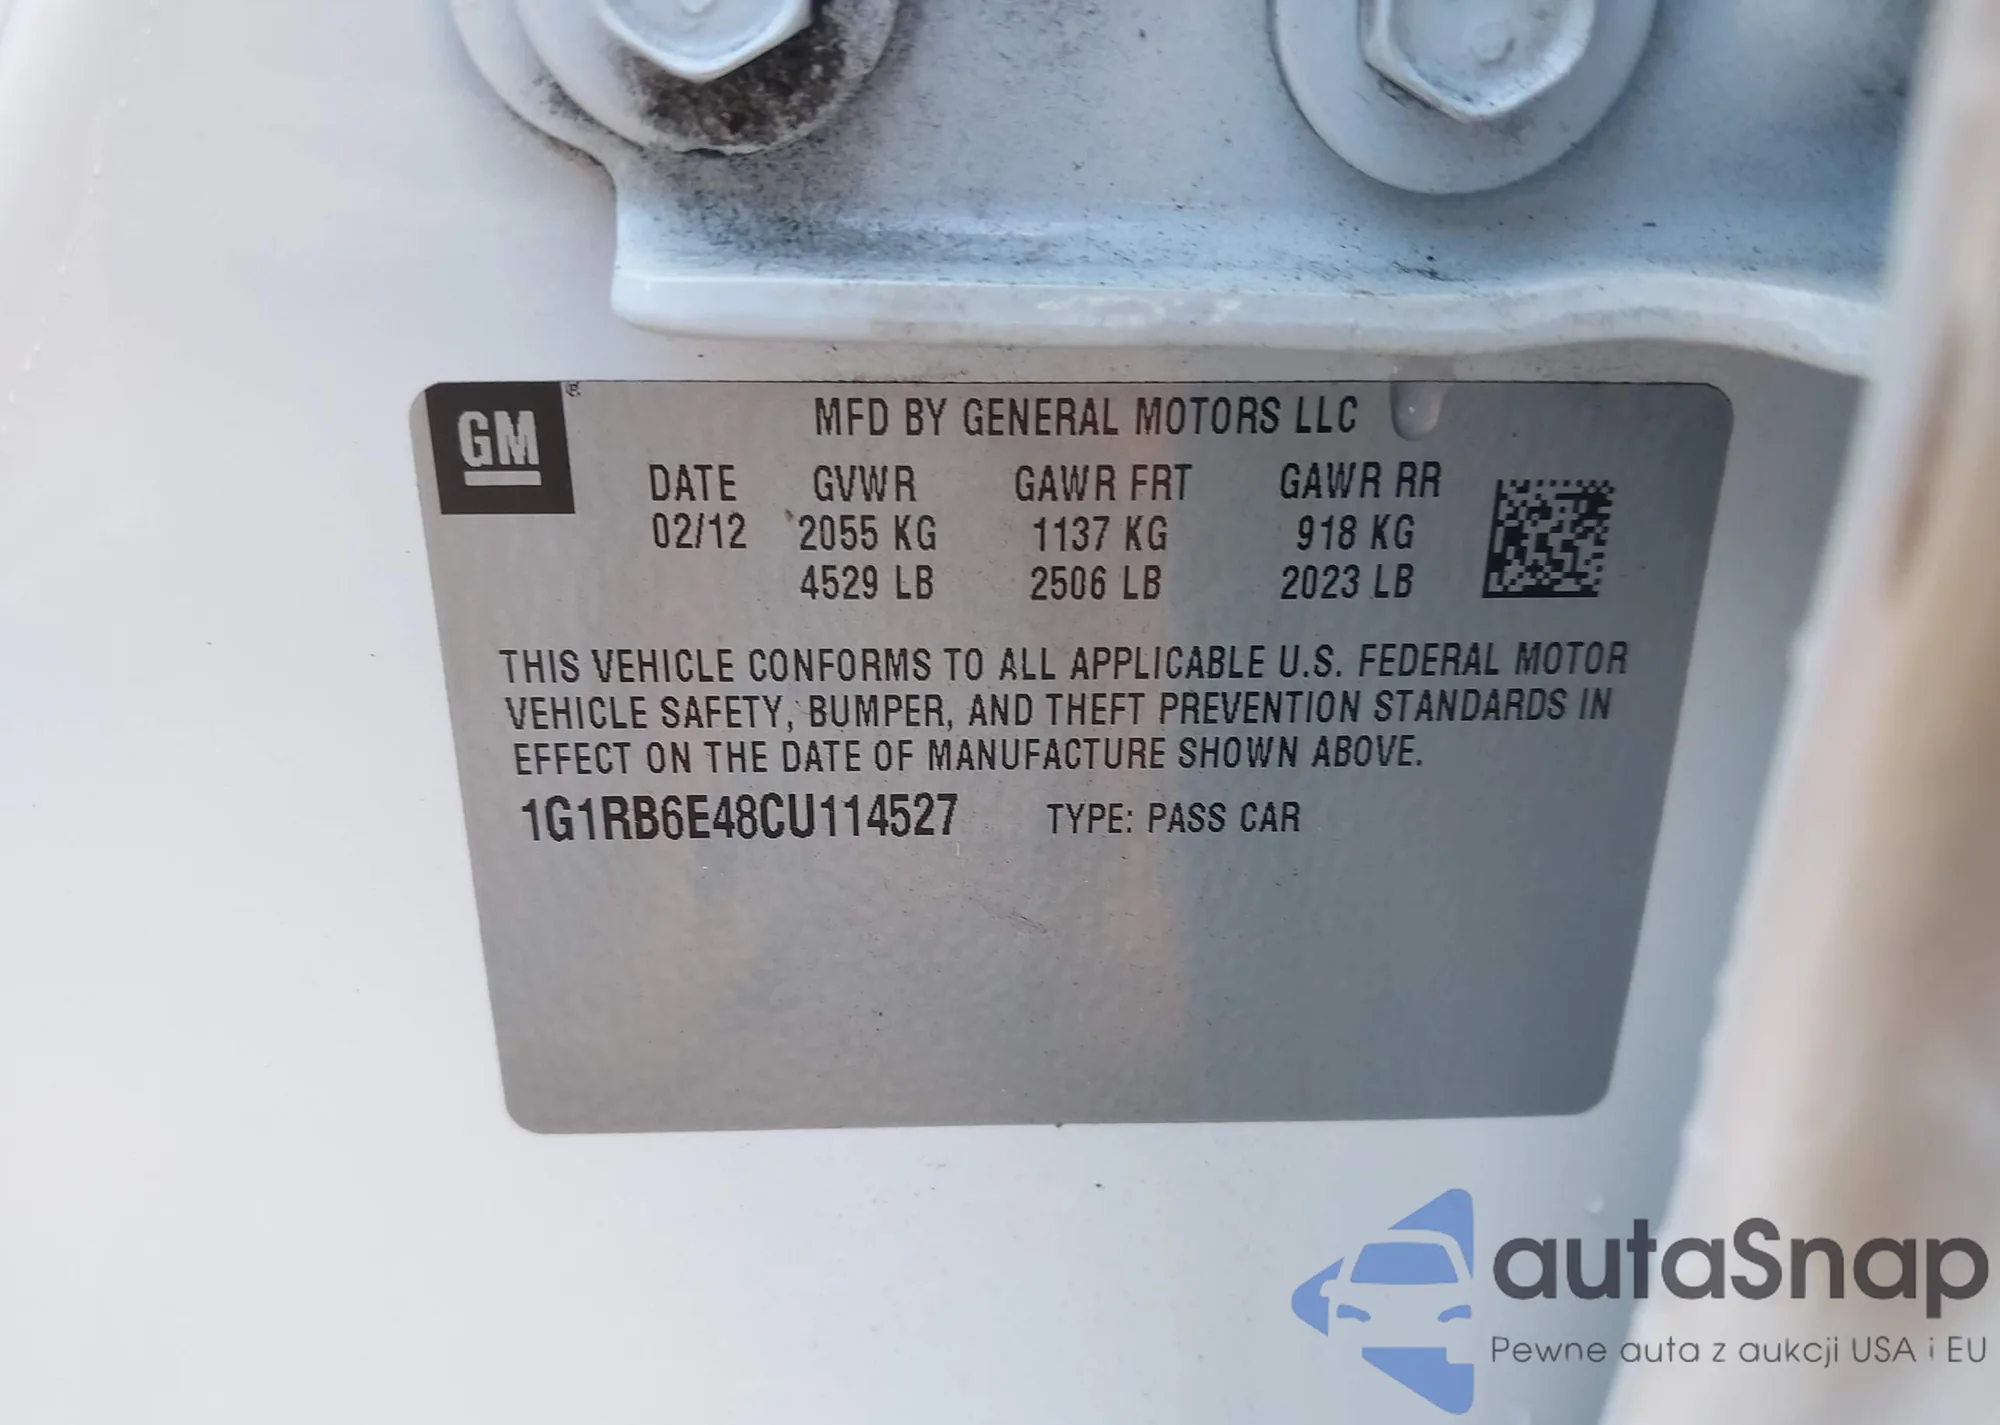 GM ®
MFD BY GENERAL MOTORS LLC
DATE GVWR GAWR FRT GAWR RR
02/12 2055 KG 1137 KG 918 KG
4529 LB 2506 LB 2023 LB
THIS VEHICLE CONFORMS TO ALL APPLICABLE U.S. FEDERAL MOTOR
VEHICLE SAFETY, BUMPER, AND THEFT PREVENTION STANDARDS IN
EFFECT ON THE DATE OF MANUFACTURE SHOWN ABOVE.
1G1RB6E48CU114527 TYPE: PASS CAR
autaSnap
Pewne auta z aukcji USA i EU